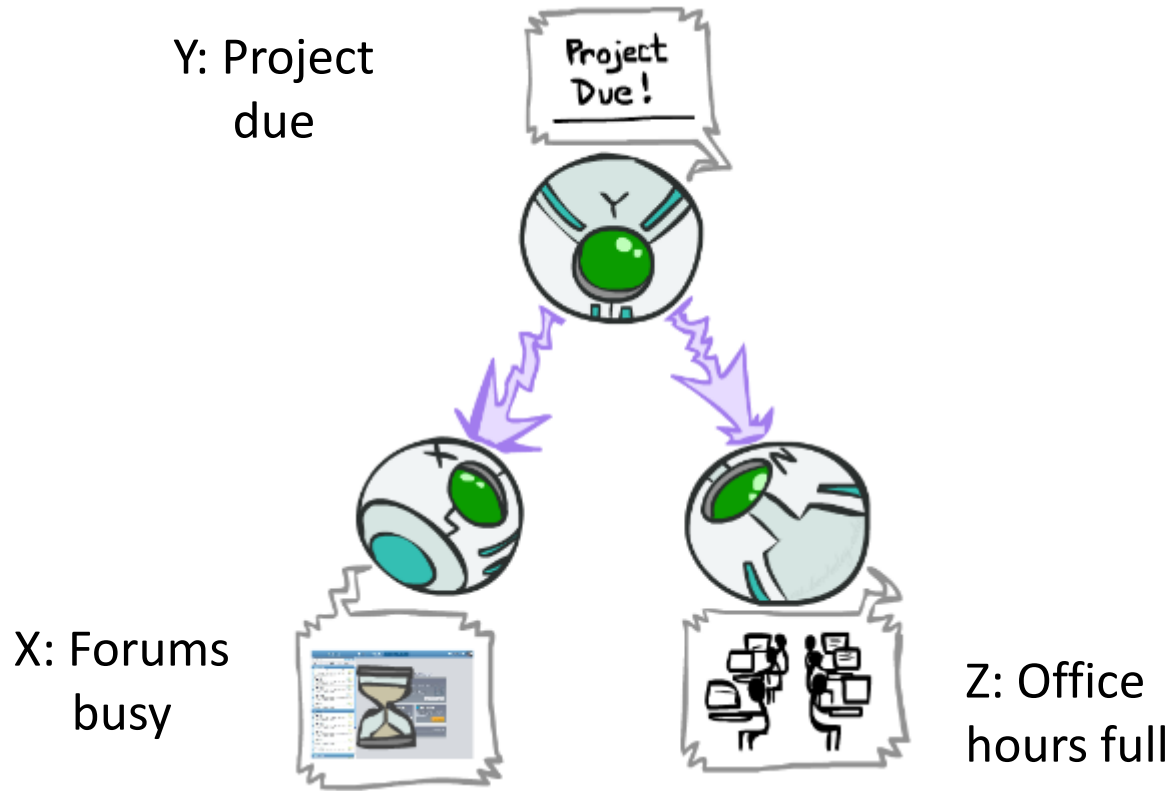 Y: Project
due
Project
Due!
Y
X
Z
X: Forums
busy
Z: Office
hours full